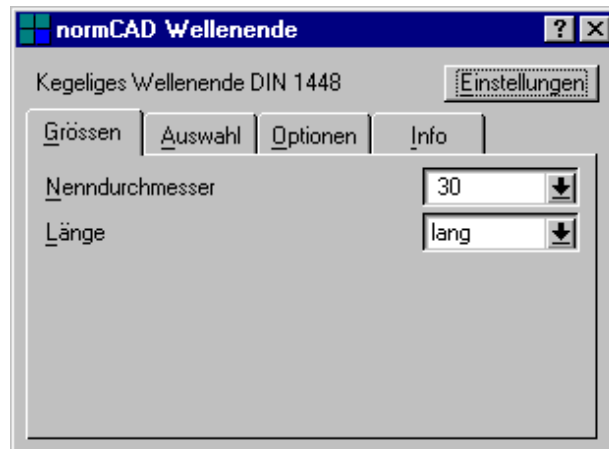 normCAD Wellenende
Kegeliges Wellenende DIN 1448 Einstellungen
Grössen Auswahl Optionen Info
Nenndurchmesser 30
Länge lang